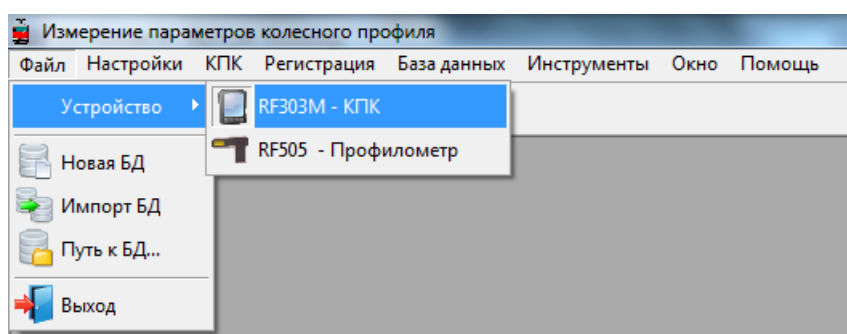 Измерение параметров колесного профиля
Файл Настройки КПК Регистрация База данных Инструменты Окно Помощь
Устройство
RF303M - КПК
RF505 - Профилометр
Новая БД
Импорт БД
Путь к БД...
Выход